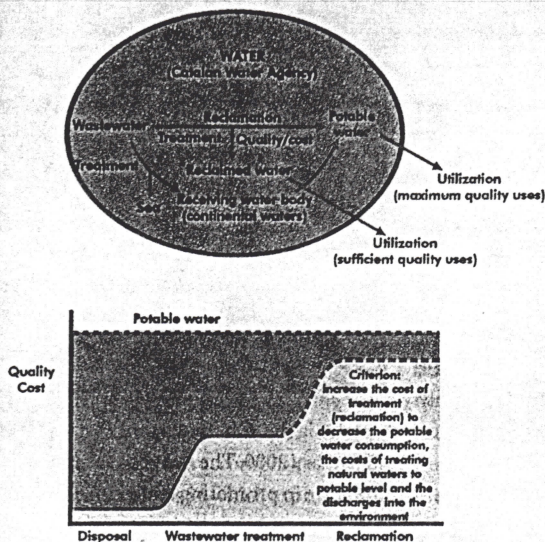 WATER
(Catalan Water Agency)
Reclamation
Wastewater
Potable
water
Treatments
Quality/cost
Treatment
Reclaimed water
Sea
Receiving water body
(continental waters)
Utilization
(maximum quality uses)
Utilization
(sufficient quality uses)
Potable water
Quality
Cost
Criterion:
increase the cost of
treatment
(reclamation) to
decrease the potable
water consumption,
the costs of treating
natural waters to
potable level and the
discharges into the
environment
Disposal
Wastewater treatment
Reclamation